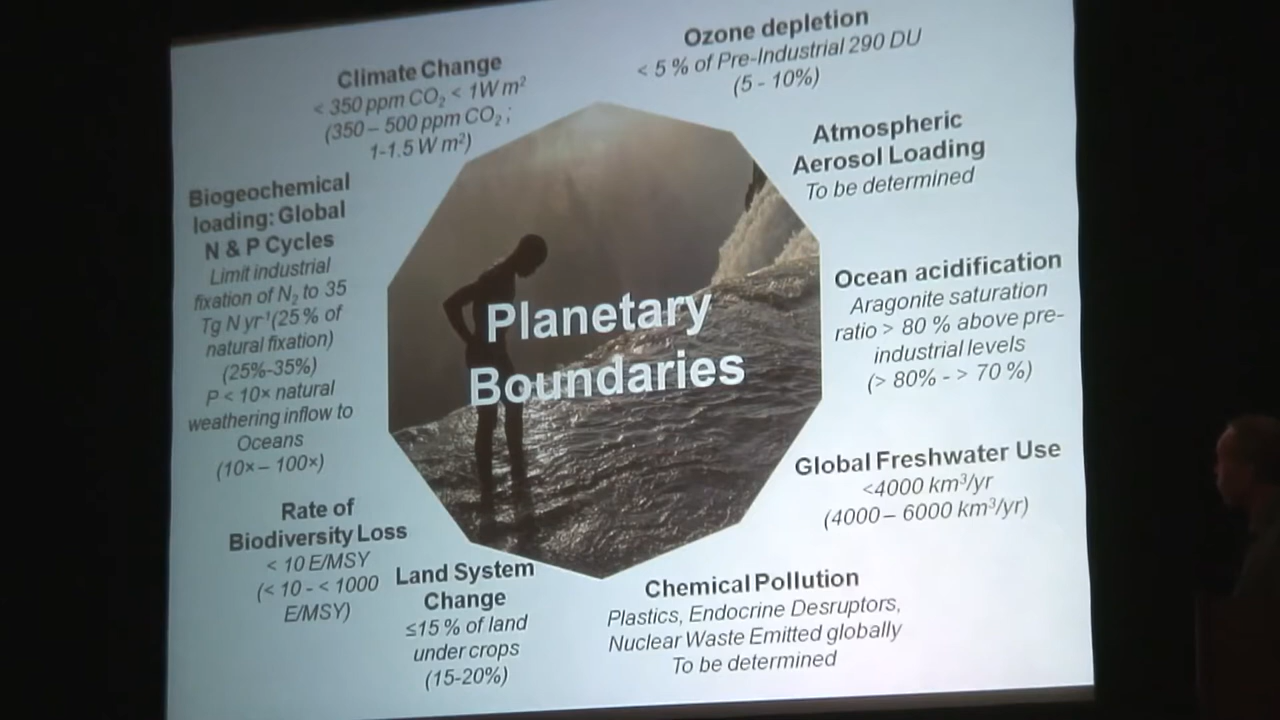 Climate Change
< 350 ppm CO₂ < 1W m²
(350 – 500 ppm CO₂ ;
1-1.5 W m²)
Ozone depletion
< 5 % of Pre-Industrial 290 DU
(5 - 10%)
Atmospheric
Aerosol Loading
To be determined
Biogeochemical
loading: Global
N & P Cycles
Limit industrial
fixation of N₂ to 35
Tg N yr⁻¹(25 % of
natural fixation)
(25%-35%)
P < 10× natural
weathering inflow to
Oceans
(10× – 100×)
Planetary
Boundaries
Ocean acidification
Aragonite saturation
ratio > 80 % above pre-
industrial levels
(> 80% - > 70 %)
Global Freshwater Use
<4000 km³/yr
(4000 – 6000 km³/yr)
Rate of
Biodiversity Loss
< 10 E/MSY
(< 10 - < 1000
E/MSY)
Land System
Change
≤15 % of land
under crops
(15-20%)
Chemical Pollution
Plastics, Endocrine Desruptors,
Nuclear Waste Emitted globally
To be determined